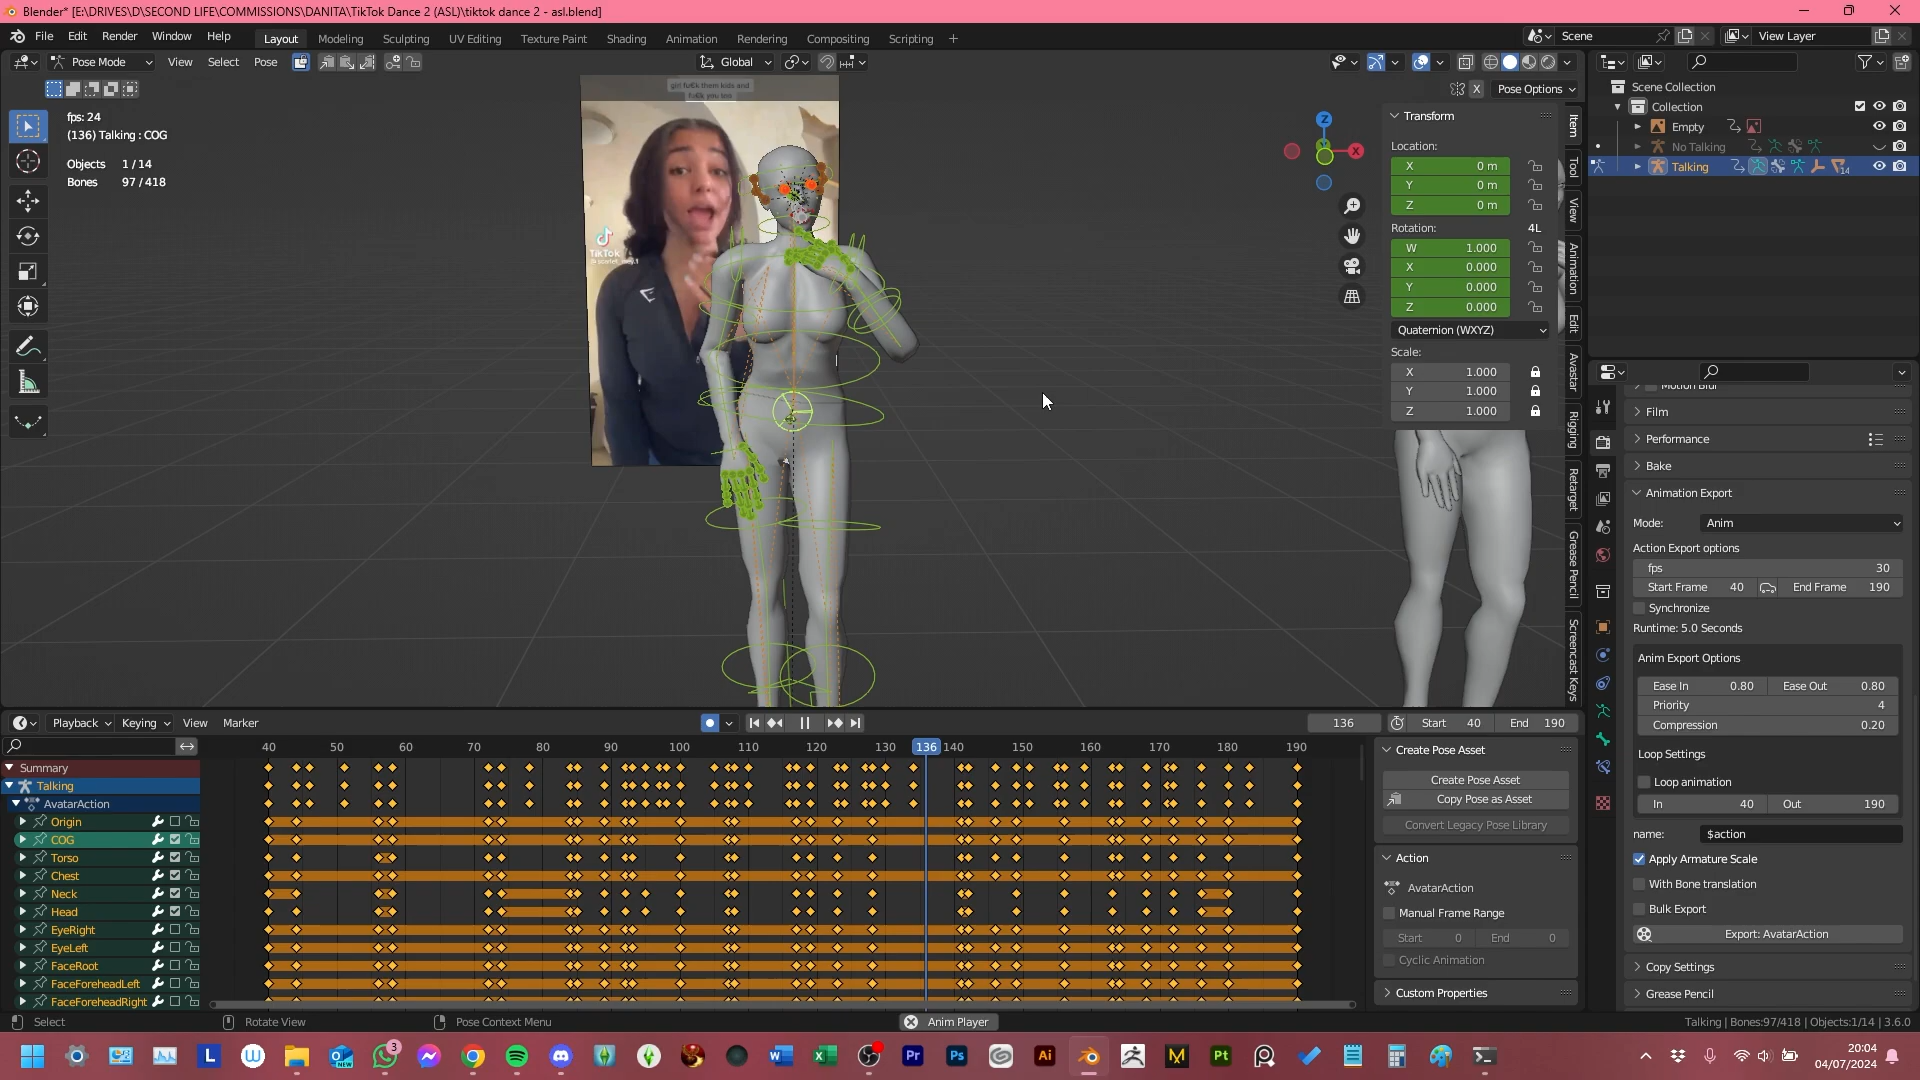 Blender* [E:\DRIVES\D\SECOND LIFE\COMMISSIONS\DANITA\TikTok Dance 2 (ASL)\tiktok dance 2 - asl.blend]
File Edit Render Window Help Layout Modeling Sculpting UV Editing Texture Paint Shading Animation Rendering Compositing Scripting + Scene View Layer
Pose Mode View Select Pose Global
X Pose Options
fps: 24
(136) Talking : COG
Objects 1 / 14
Bones 97 / 418
girl fu€k them kids and
fu€k you too
TikTok
Z
X
Transform
Location:
X 0 m
Y 0 m
Z 0 m
Rotation: 4L
W 1.000
X 0.000
Y 0.000
Z 0.000
Quaternion (WXYZ)
Scale:
X 1.000
Y 1.000
Z 1.000
Item
Tool
View
Animation
Edit
Avastar
Rigging
Retarget
Grease Pencil
Screencast Keys
Scene Collection
Collection
Empty
No Talking
Talking 14
Motion Blur
Film
Performance
Bake
Animation Export
Mode: Anim
Action Export options
fps 30
Start Frame 40 End Frame 190
Synchronize
Runtime: 5.0 Seconds
Anim Export Options
Ease In 0.80 Ease Out 0.80
Priority 4
Compression 0.20
Loop Settings
Loop animation
In 40 Out 190
name: $action
Apply Armature Scale
With Bone translation
Bulk Export
Export: AvatarAction
Copy Settings
Grease Pencil
Playback Keying View Marker 136 Start 40 End 190
40 50 60 70 80 90 100 110 120 130 136 140 150 160 170 180 190
Summary
Talking
AvatarAction
Origin
COG
Torso
Chest
Neck
Head
EyeRight
EyeLeft
FaceRoot
FaceForeheadLeft
FaceForeheadRight
Create Pose Asset
Create Pose Asset
Copy Pose as Asset
Convert Legacy Pose Library
Action
AvatarAction
Manual Frame Range
Start 0 End 0
Cyclic Animation
Custom Properties
Select Rotate View Pose Context Menu Anim Player Talking | Bones:97/418 | Objects:1/14 | 3.6.0
3
20:04
04/07/2024